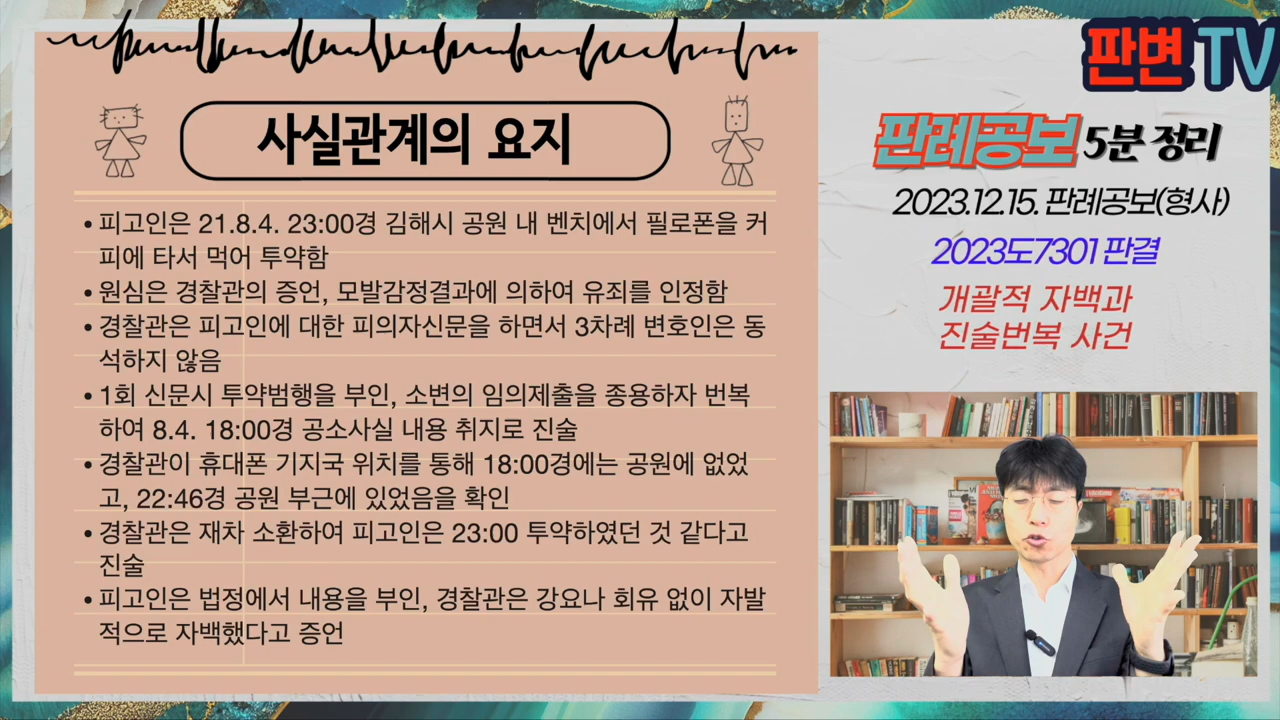 판변 TV
판례공보 5분 정리
2023.12.15. 판례공보(형사)
2023도7301 판결
개괄적 자백과
진술번복 사건
사실관계의 요지
• 피고인은 21.8.4. 23:00경 김해시 공원 내 벤치에서 필로폰을 커
피에 타서 먹어 투약함
• 원심은 경찰관의 증언, 모발감정결과에 의하여 유죄를 인정함
• 경찰관은 피고인에 대한 피의자신문을 하면서 3차례 변호인은 동
석하지 않음
• 1회 신문시 투약범행을 부인, 소변의 임의제출을 종용하자 번복
하여 8.4. 18:00경 공소사실 내용 취지로 진술
• 경찰관이 휴대폰 기지국 위치를 통해 18:00경에는 공원에 없었
고, 22:46경 공원 부근에 있었음을 확인
• 경찰관은 재차 소환하여 피고인은 23:00 투약하였던 것 같다고
진술
• 피고인은 법정에서 내용을 부인, 경찰관은 강요나 회유 없이 자발
적으로 자백했다고 증언